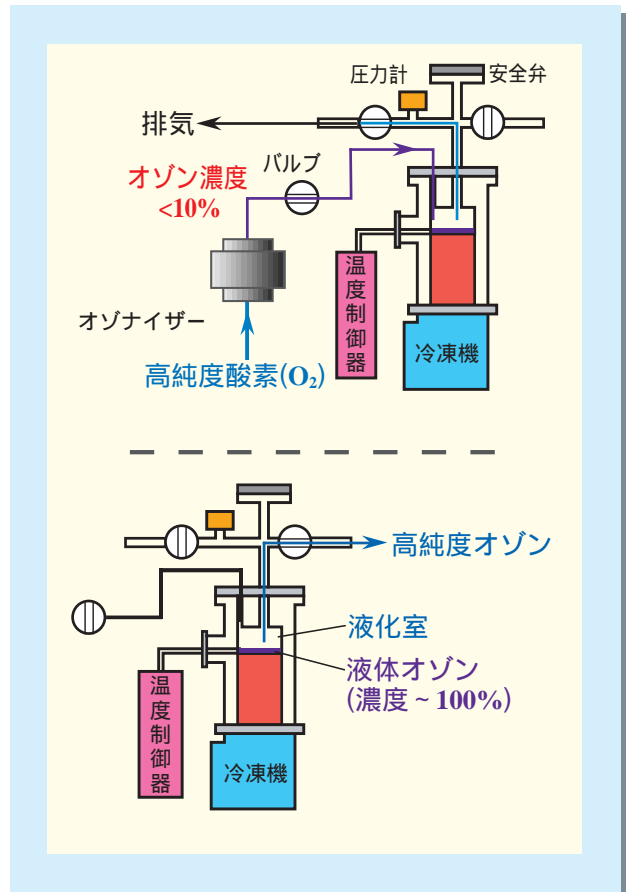 圧力計
安全弁
排気
バルブ
オゾン濃度
<10%
オゾナイザー
高純度酸素(O₂)
温度制御器
冷凍機
高純度オゾン
液化室
液体オゾン
(濃度 ~ 100%)
温度制御器
冷凍機